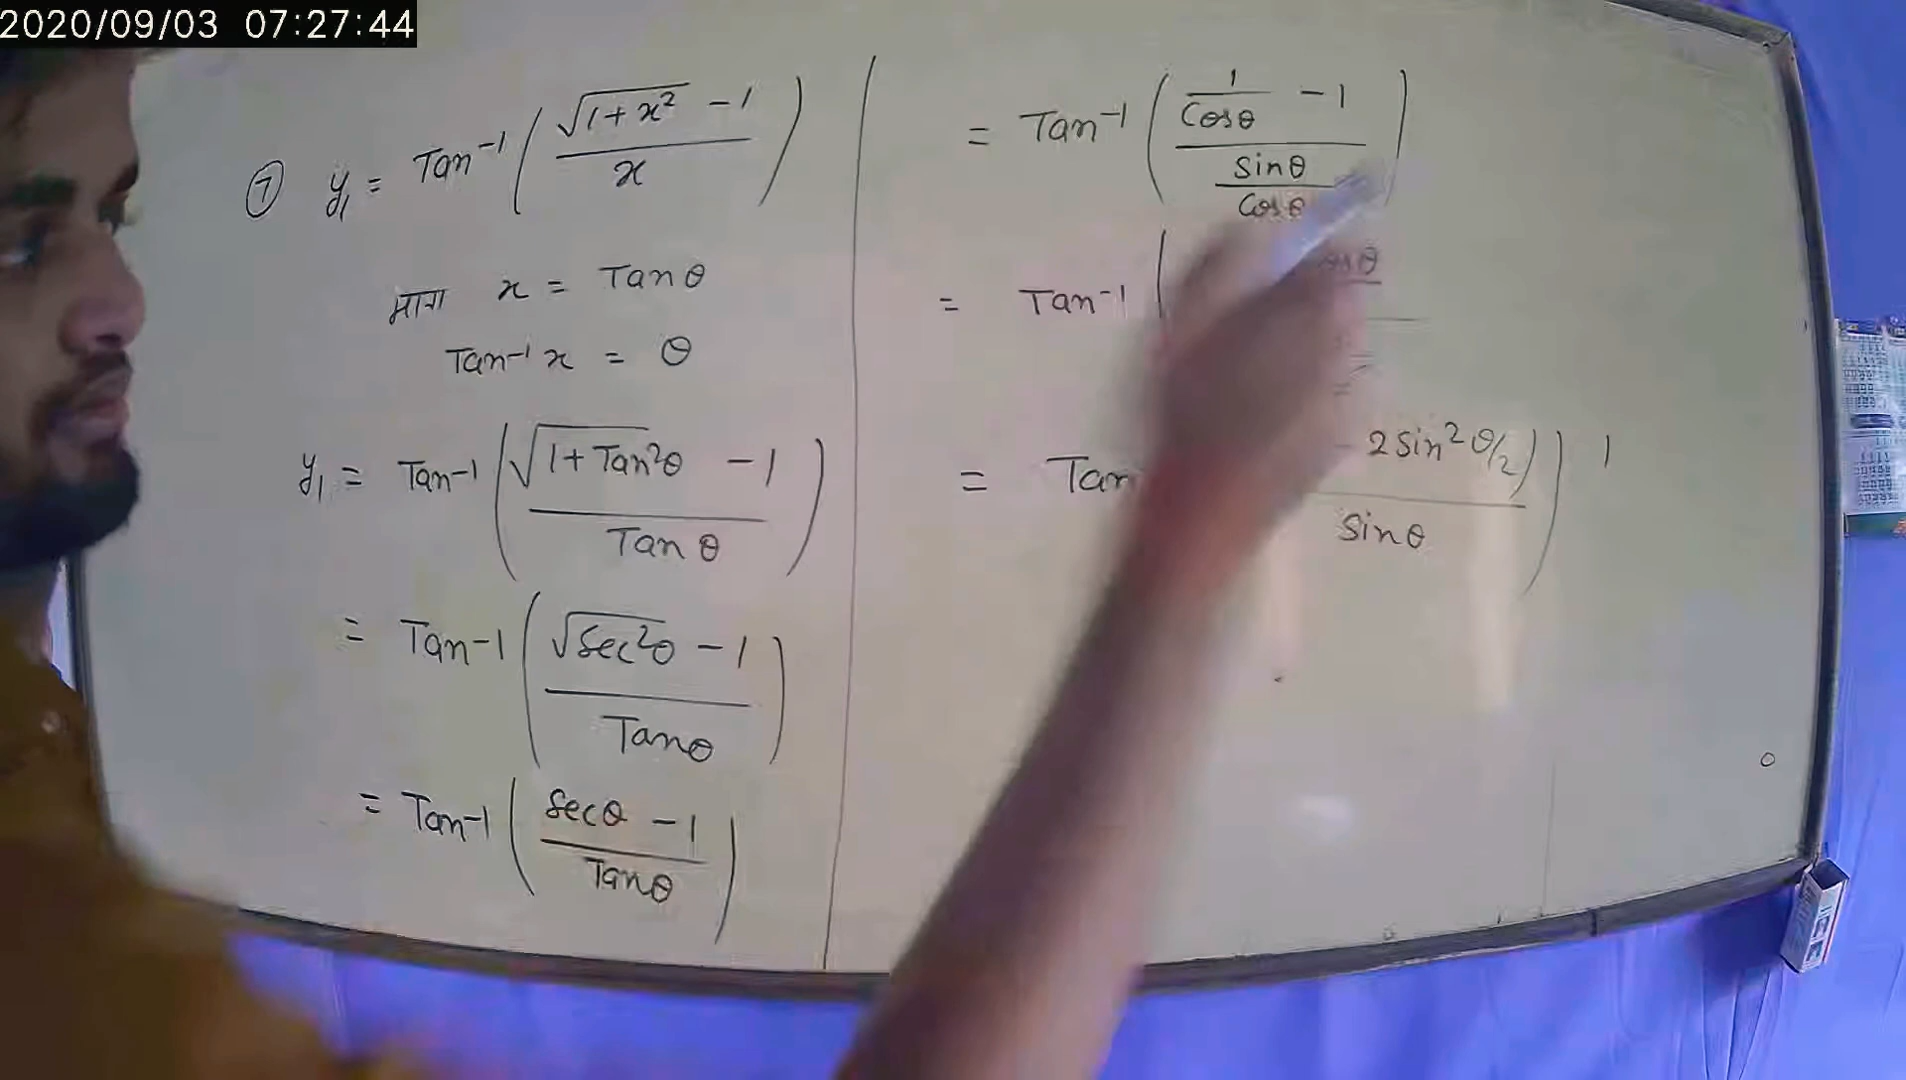 2020/09/03 07:27:44
⑦ y₁ = Tan⁻¹ ( (√(1+x²) - 1) / x )
माना x = Tanθ
Tan⁻¹x = θ
y₁ = Tan⁻¹ ( (√(1+Tan²θ) - 1) / Tanθ )
= Tan⁻¹ ( (√(Sec²θ) - 1) / Tanθ )
= Tan⁻¹ ( (Secθ - 1) / Tanθ )
= Tan⁻¹ ( (1/Cosθ - 1) / (Sinθ/Cosθ) )
= Tan⁻¹ (
= Tan - 2Sin²θ/2) ) / Sinθ